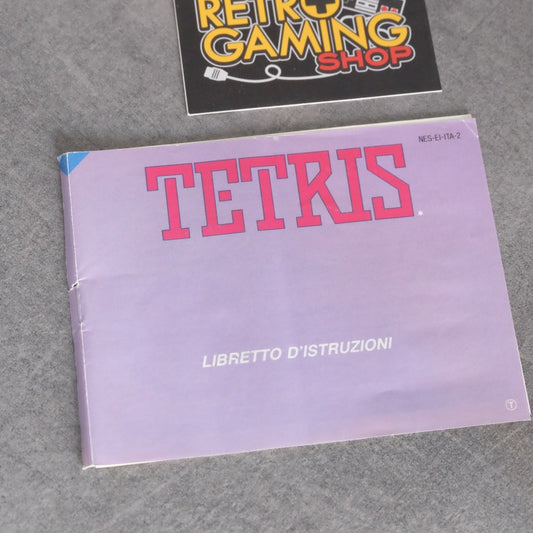 RETRO
GAMING
SHOP
NES-EI-ITA-2
TETRIS
LIBRETTO D'ISTRUZIONI
T